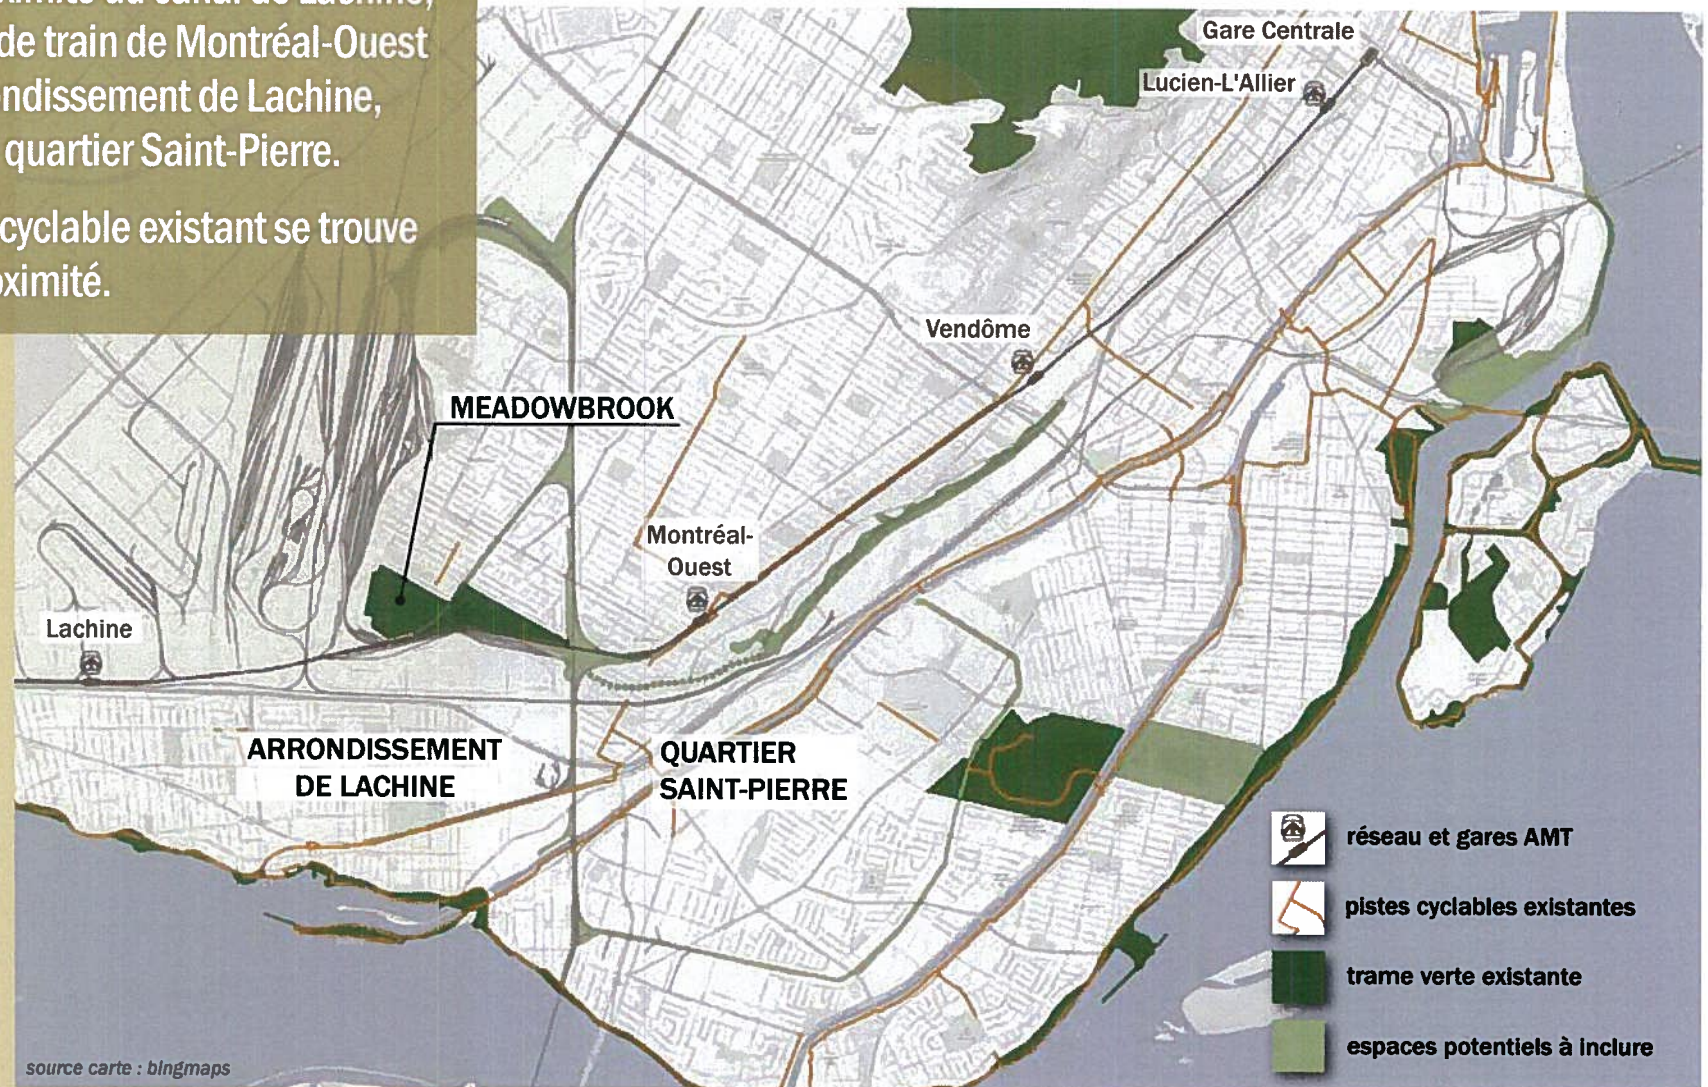 de train de Montréal-Ouest
ndissement de Lachine,
quartier Saint-Pierre.
cyclable existant se trouve
oximité.
Gare Centrale
Lucien-L'Allier
Vendôme
MEADOWBROOK
Montréal-
Ouest
Lachine
ARRONDISSEMENT
DE LACHINE
QUARTIER
SAINT-PIERRE
réseau et gares AMT
pistes cyclables existantes
trame verte existante
espaces potentiels à inclure
source carte : bingmaps